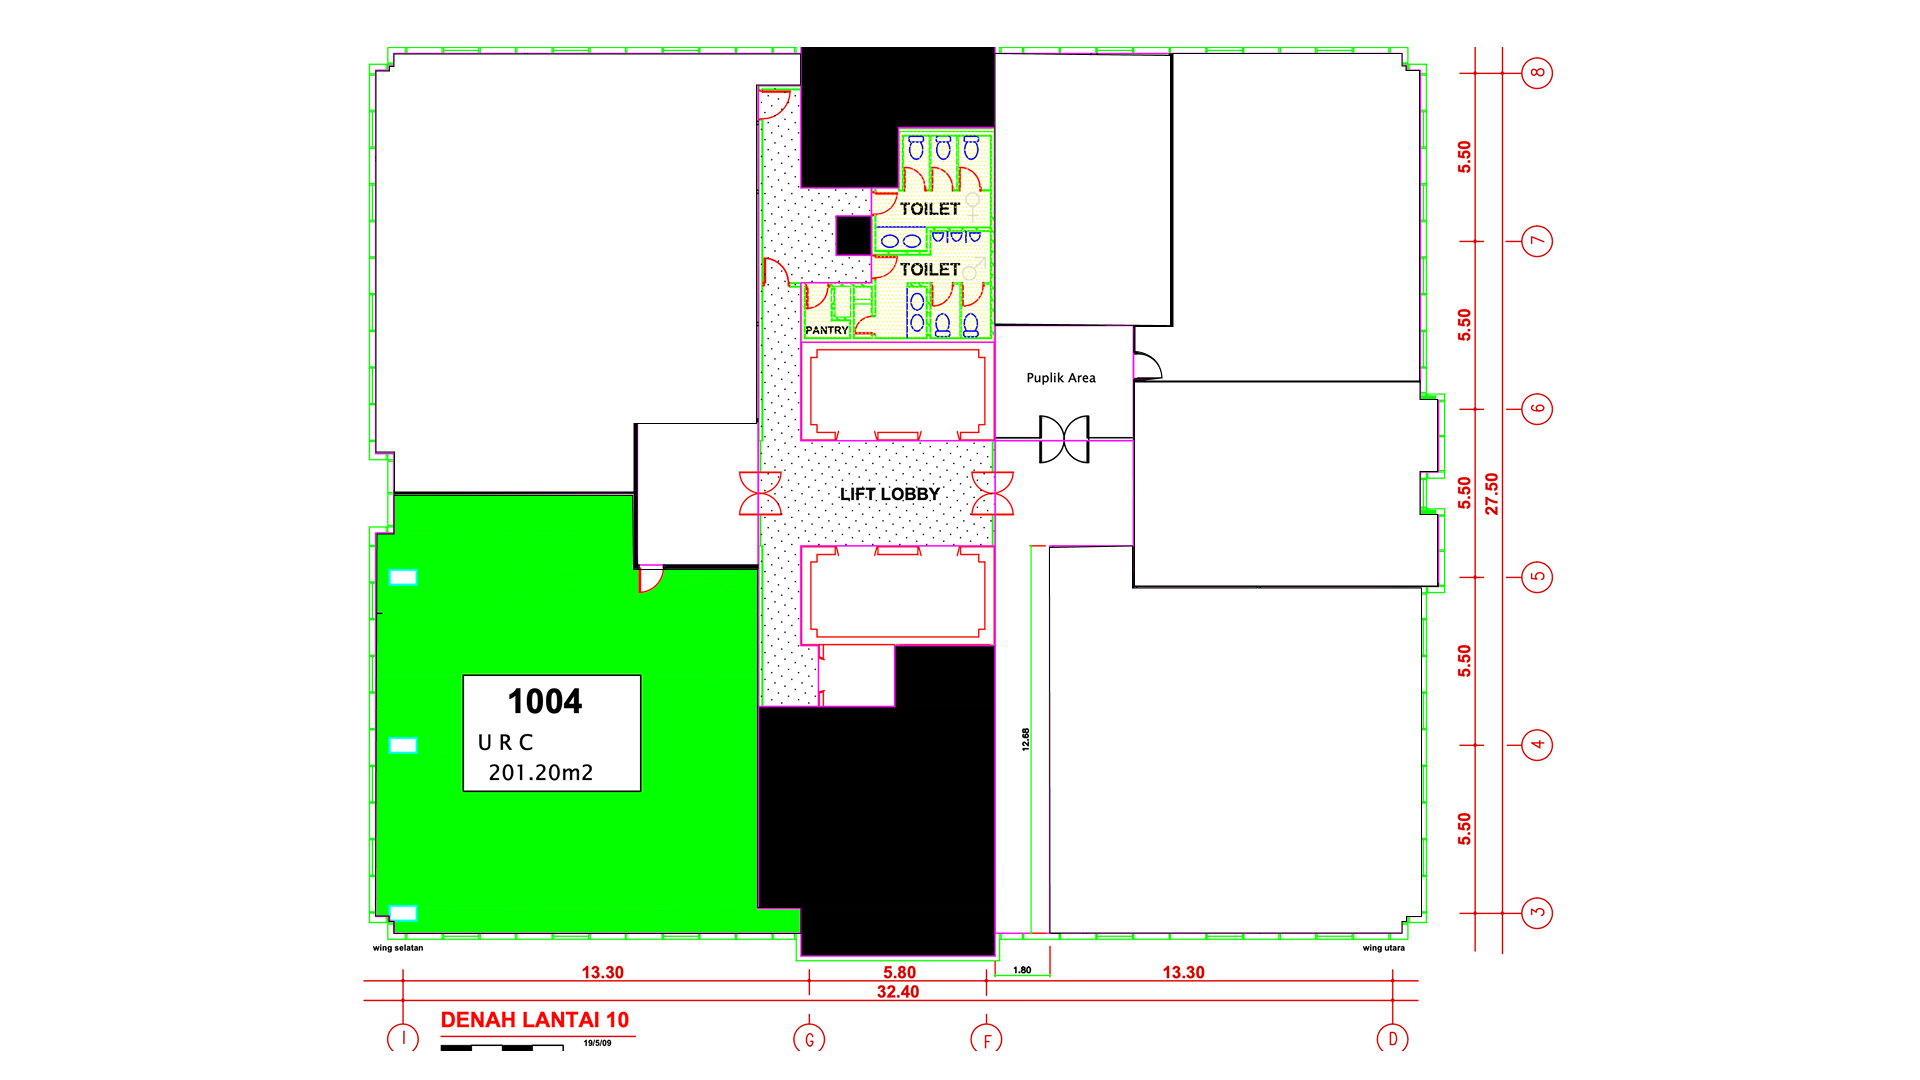 8
5.50
TOILET
7
TOILET
5.50
PANTRY
Puplik Area
6
LIFT LOBBY
5.50
27.50
5
5.50
1004
U R C
201.20m2
12.68
4
5.50
3
wing selatan
wing utara
13.30
5.80
1.80
13.30
32.40
DENAH LANTAI 10
19/5/09
I
G
F
D